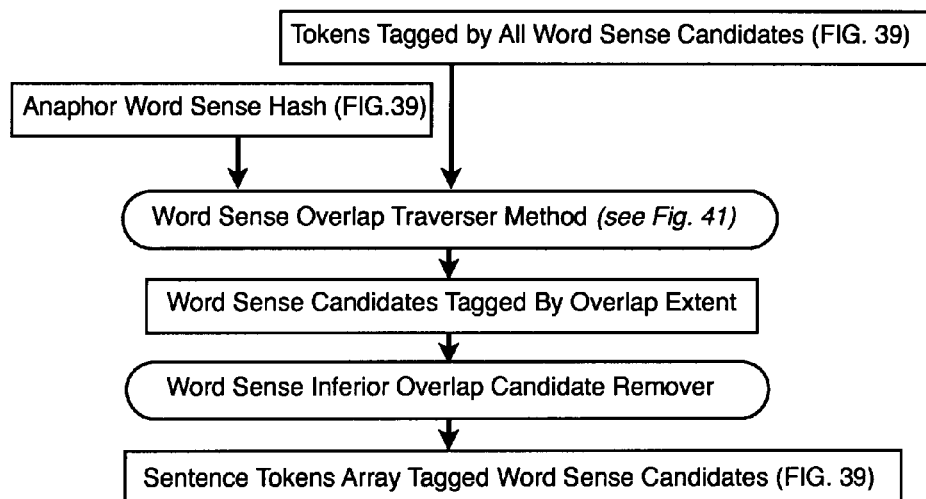 Tokens Tagged by All Word Sense Candidates (FIG. 39)
Anaphor Word Sense Hash (FIG.39)
Word Sense Overlap Traverser Method (see Fig. 41)
Word Sense Candidates Tagged By Overlap Extent
Word Sense Inferior Overlap Candidate Remover
Sentence Tokens Array Tagged Word Sense Candidates (FIG. 39)